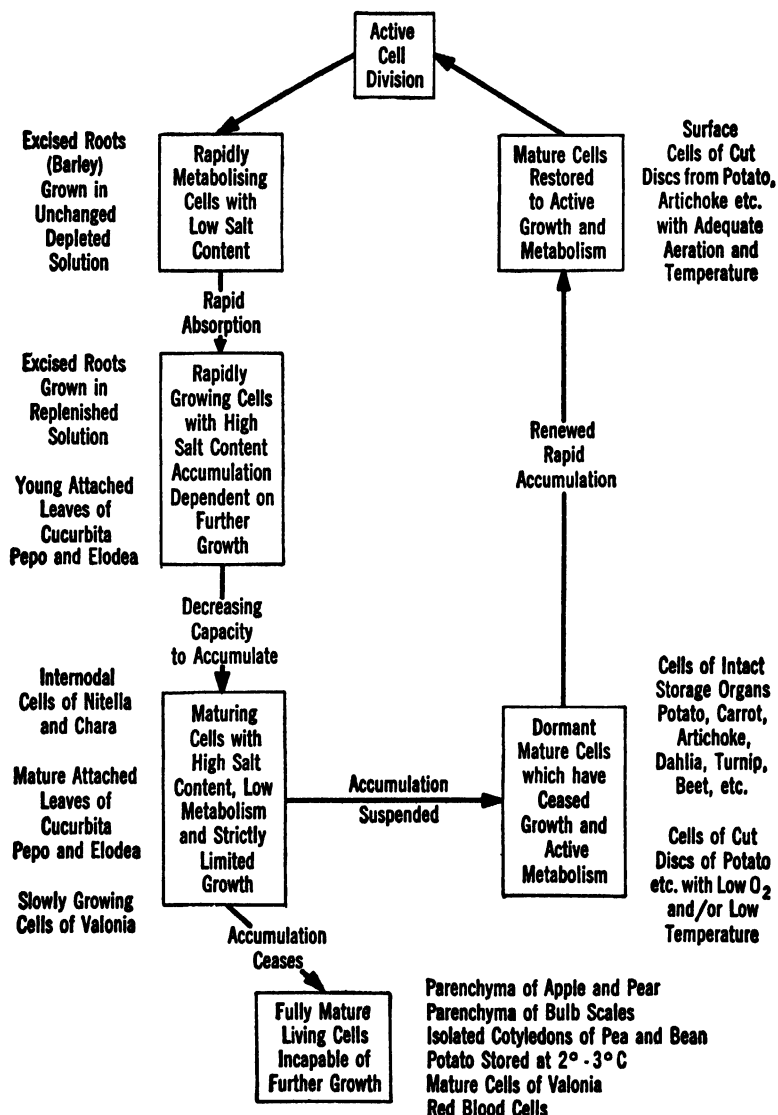 Active
Cell
Division
Excised Roots
(Barley)
Grown in
Unchanged
Depleted
Solution
Rapidly
Metabolising
Cells with
Low Salt
Content
Mature Cells
Restored
to Active
Growth and
Metabolism
Surface
Cells of Cut
Discs from Potato,
Artichoke etc.
with Adequate
Aeration and
Temperature
Rapid
Absorption
Excised Roots
Grown in
Replenished
Solution
Young Attached
Leaves of
Cucurbita
Pepo and Elodea
Rapidly
Growing Cells
with High
Salt Content
Accumulation
Dependent on
Further
Growth
Renewed
Rapid
Accumulation
Decreasing
Capacity
to Accumulate
Internodal
Cells of Nitella
and Chara
Mature Attached
Leaves of
Cucurbita
Pepo and Elodea
Slowly Growing
Cells of Valonia
Maturing
Cells with
High Salt
Content, Low
Metabolism
and Strictly
Limited
Growth
Accumulation
Suspended
Dormant
Mature Cells
which have
Ceased
Growth and
Active
Metabolism
Cells of Intact
Storage Organs
Potato, Carrot,
Artichoke,
Dahlia, Turnip,
Beet, etc.
Cells of Cut
Discs of Potato
etc. with Low O₂
and/or Low
Temperature
Accumulation
Ceases
Fully Mature
Living Cells
Incapable of
Further Growth
Parenchyma of Apple and Pear
Parenchyma of Bulb Scales
Isolated Cotyledons of Pea and Bean
Potato Stored at 2° - 3° C
Mature Cells of Valonia
Red Blood Cells